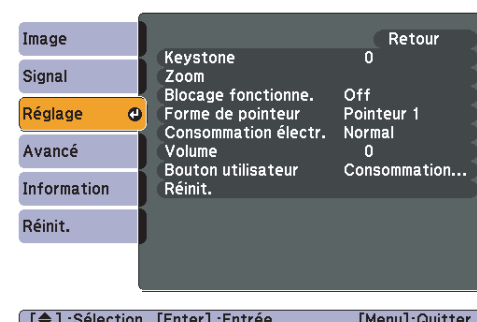 Image
Signal
Réglage
Avancé
Information
Réinit.
Retour
Keystone 0
Zoom
Blocage fonctionne. Off
Forme de pointeur Pointeur 1
Consommation électr. Normal
Volume 0
Bouton utilisateur Consommation...
Réinit.
[◆] :Sélection [Enter] :Entrée [Menu]:Quitter